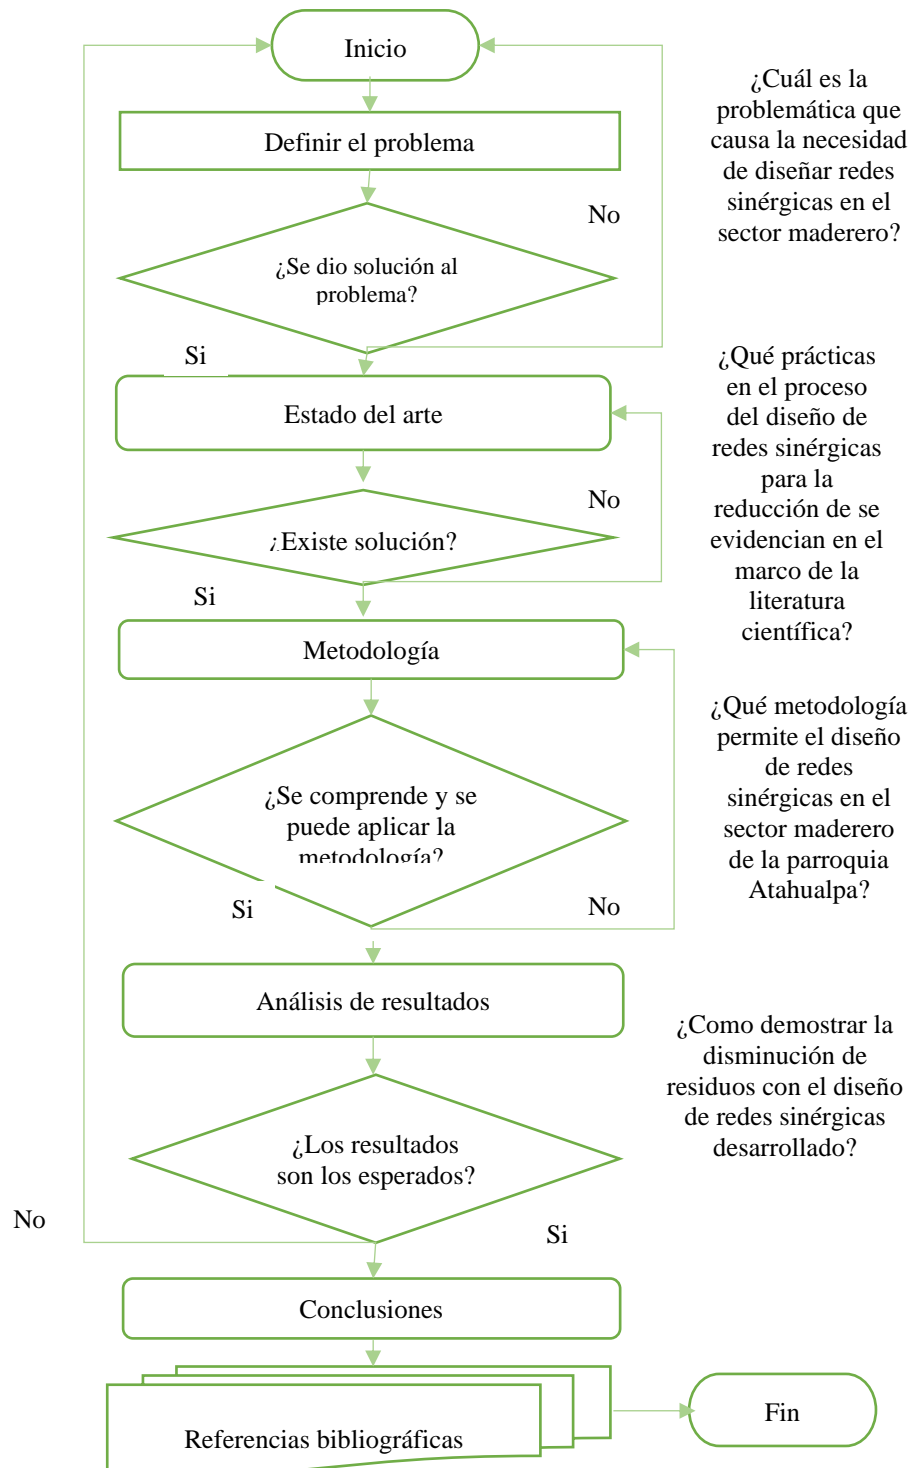 Inicio
¿Cuál es la
problemática que
causa la necesidad
de diseñar redes
sinérgicas en el
sector maderero?
Definir el problema
No
¿Se dio solución al
problema?
Si
¿Qué prácticas
en el proceso
del diseño de
redes sinérgicas
para la
reducción de se
evidencian en el
marco de la
literatura
científica?
Estado del arte
No
¿Existe solución?
Si
Metodología
¿Qué metodología
permite el diseño
de redes
sinérgicas en el
sector maderero
de la parroquia
Atahualpa?
¿Se comprende y se
puede aplicar la
metodología?
Si
No
Análisis de resultados
¿Como demostrar la
disminución de
residuos con el diseño
de redes sinérgicas
desarrollado?
¿Los resultados
son los esperados?
No
Si
Conclusiones
Referencias bibliográficas
Fin